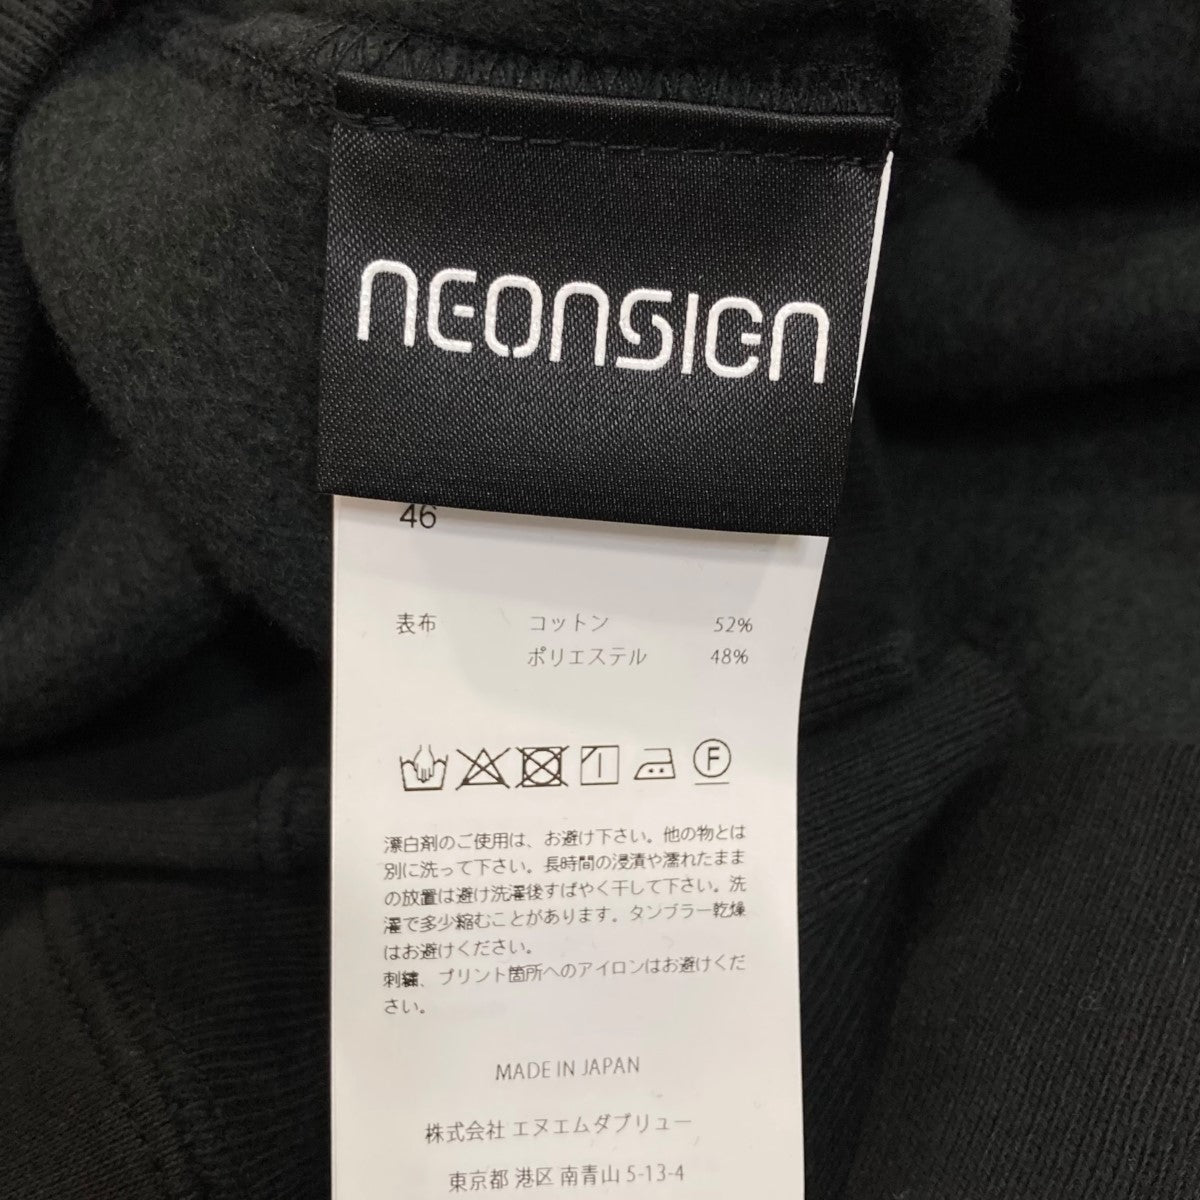 NEONSIGN
46
表布 コットン 52%
ポリエステル 48%
F
漂白剤のご使用は、お避け下さい。他の物とは
別に洗って下さい。長時間の浸漬や濡れたまま
の放置は避け洗濯後すばやく干して下さい。洗
濯で多少縮むことがあります。タンブラー乾燥
はお避けください。
刺繍、プリント箇所へのアイロンはお避けくだ
さい。
MADE IN JAPAN
株式会社 エヌエムダブリュー
東京都 港区 南青山 5-13-4